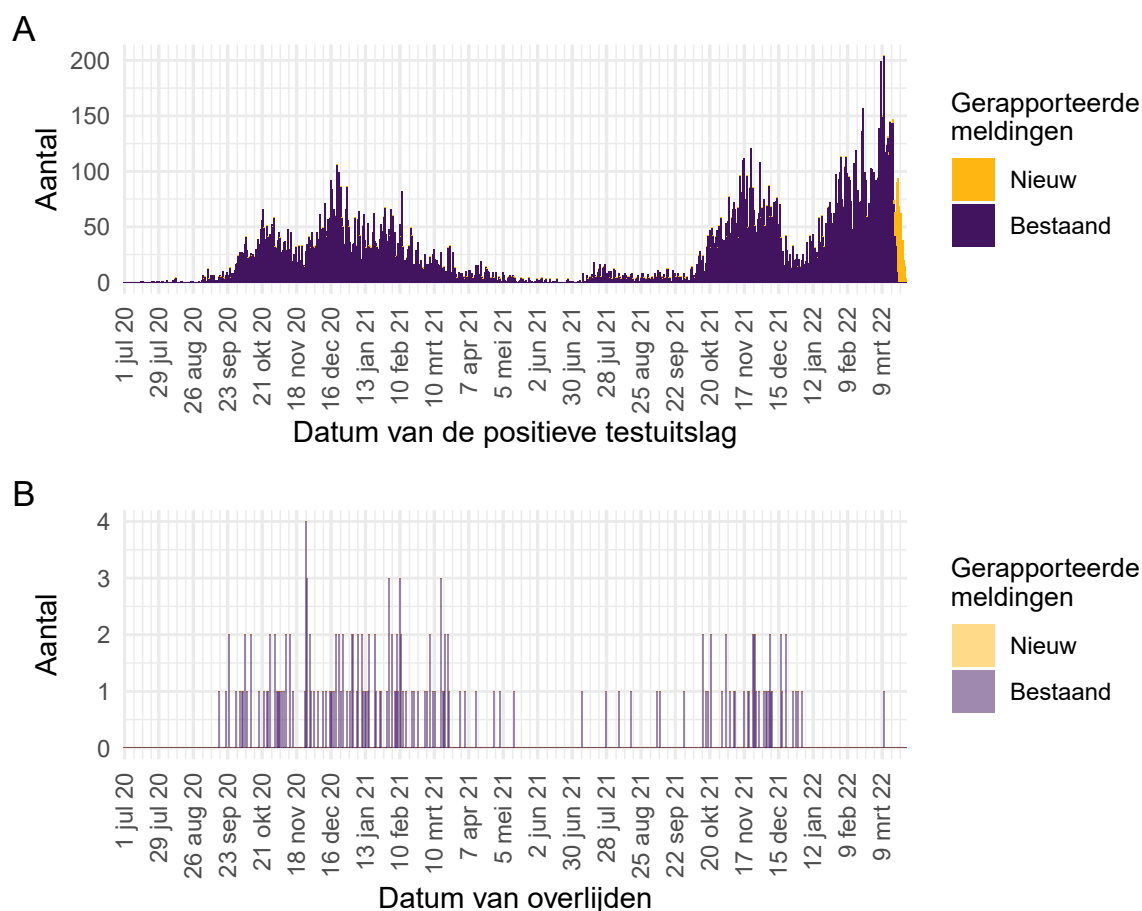 A
200
150
100
50
0
Aantal
1 jul 20
29 jul 20
26 aug 20
23 sep 20
21 okt 20
18 nov 20
16 dec 20
13 jan 21
10 feb 21
10 mrt 21
7 apr 21
5 mei 21
2 jun 21
30 jun 21
28 jul 21
25 aug 21
22 sep 21
20 okt 21
17 nov 21
15 dec 21
12 jan 22
9 feb 22
9 mrt 22
Datum van de positieve testuitslag
Gerapporteerde
meldingen
Nieuw
Bestaand
B
4
3
2
1
0
Aantal
1 jul 20
29 jul 20
26 aug 20
23 sep 20
21 okt 20
18 nov 20
16 dec 20
13 jan 21
10 feb 21
10 mrt 21
7 apr 21
5 mei 21
2 jun 21
30 jun 21
28 jul 21
25 aug 21
22 sep 21
20 okt 21
17 nov 21
15 dec 21
12 jan 22
9 feb 22
9 mrt 22
Datum van overlijden
Gerapporteerde
meldingen
Nieuw
Bestaand